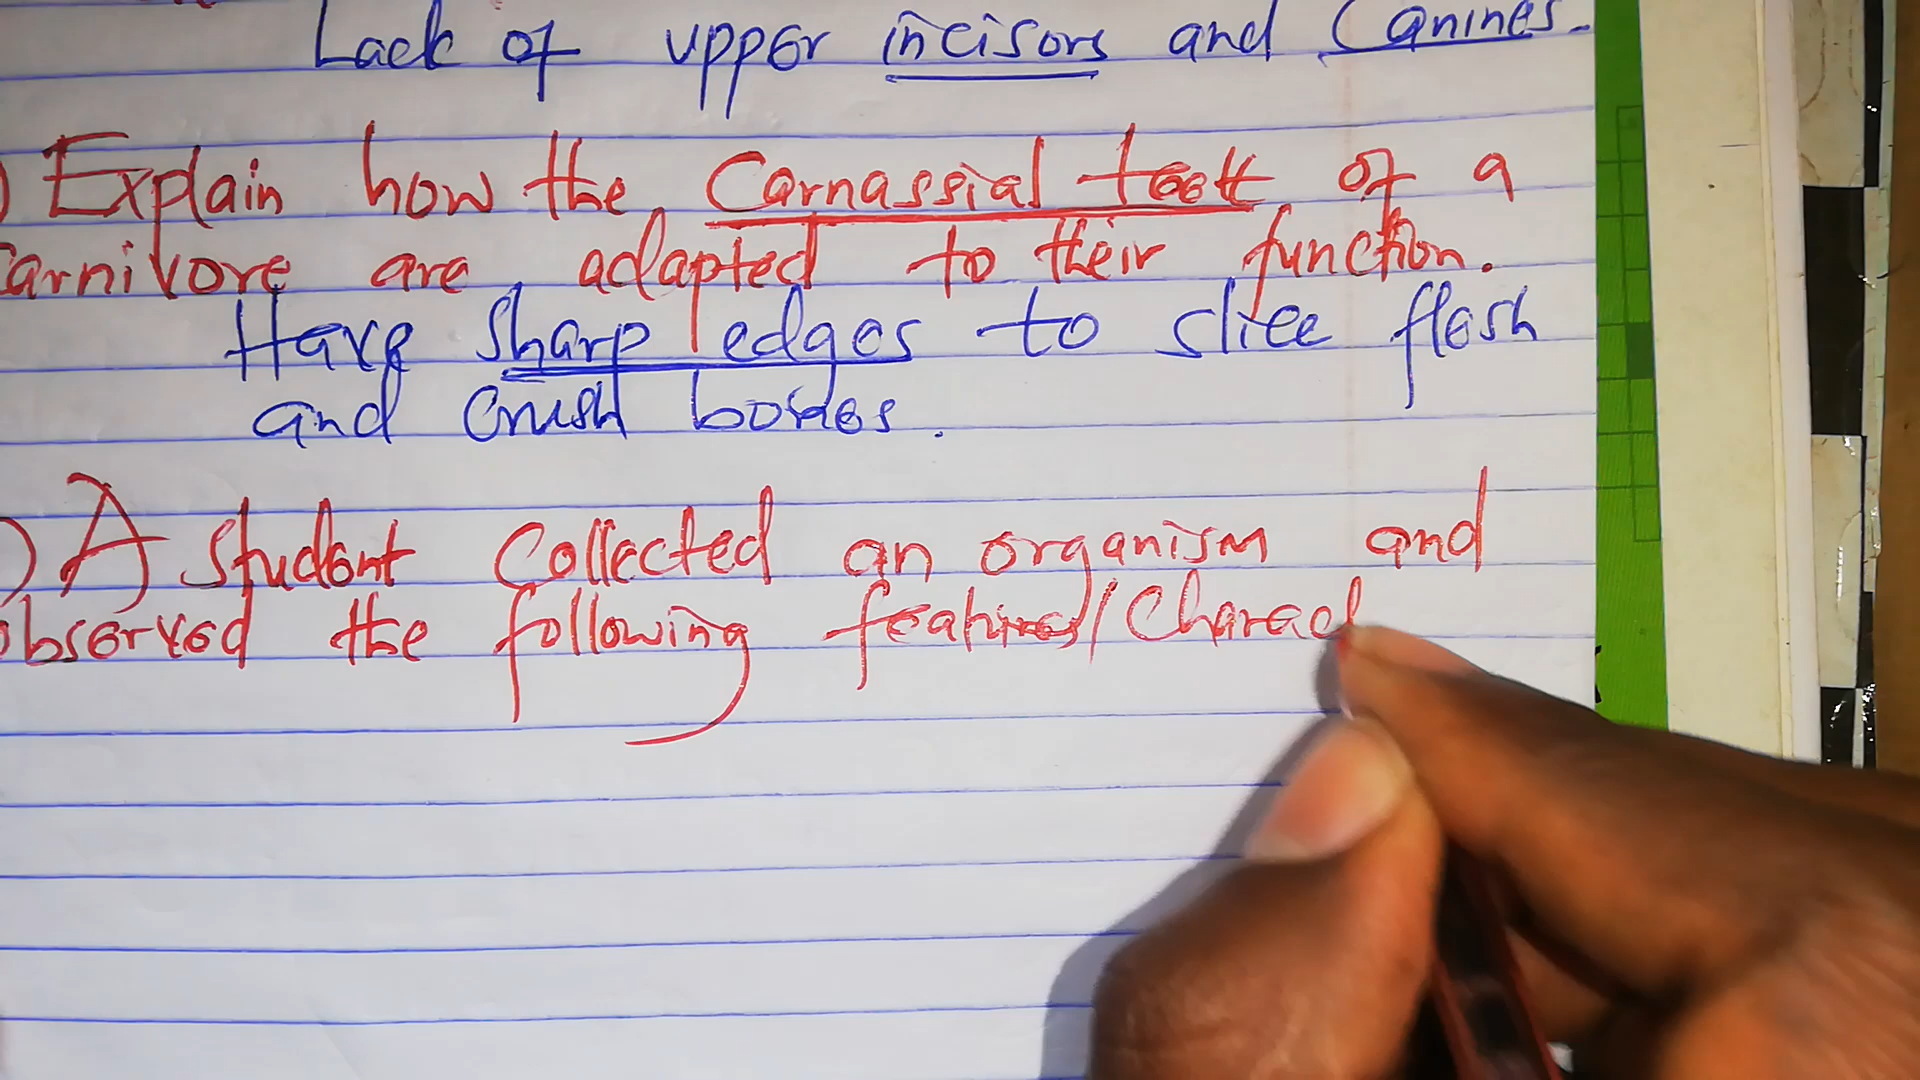 Lack of upper incisors and Canines.
) Explain how the Carnassial teeth of a
Carnivore are adapted to their function.
Have sharp edges to slice flesh
and Crush bones.
) A student Collected an organism and
observed the following features/Charact